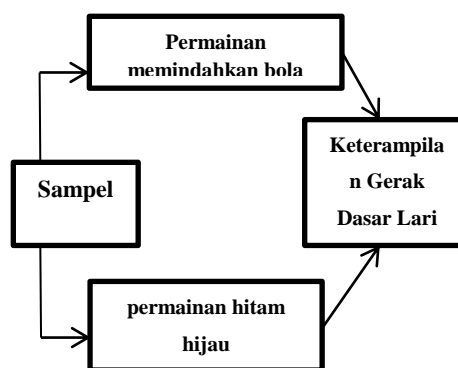 Permainan
memindahkan bola
Keterampila
n Gerak
Dasar Lari
Sampel
permainan hitam
hijau